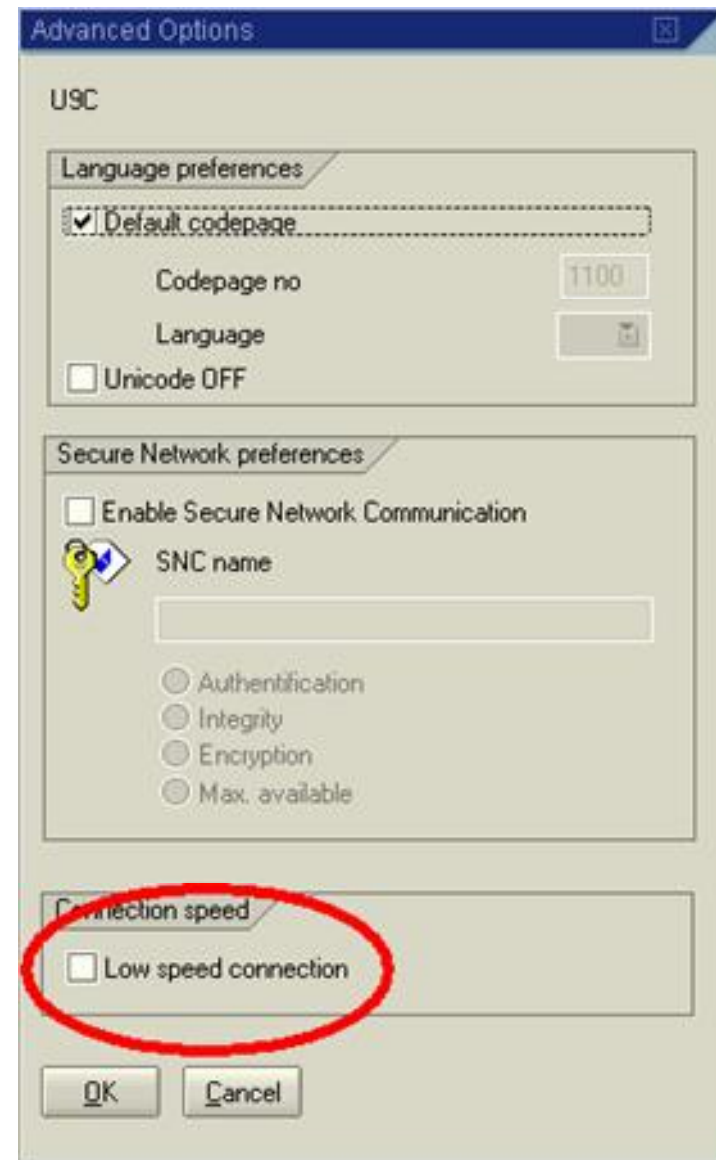 Advanced Options
U9C
Language preferences
Default codepage
Codepage no 1100
Language
Unicode OFF
Secure Network preferences
Enable Secure Network Communication
SNC name
Authentification
Integrity
Encryption
Max. available
Connection speed
Low speed connection
OK Cancel